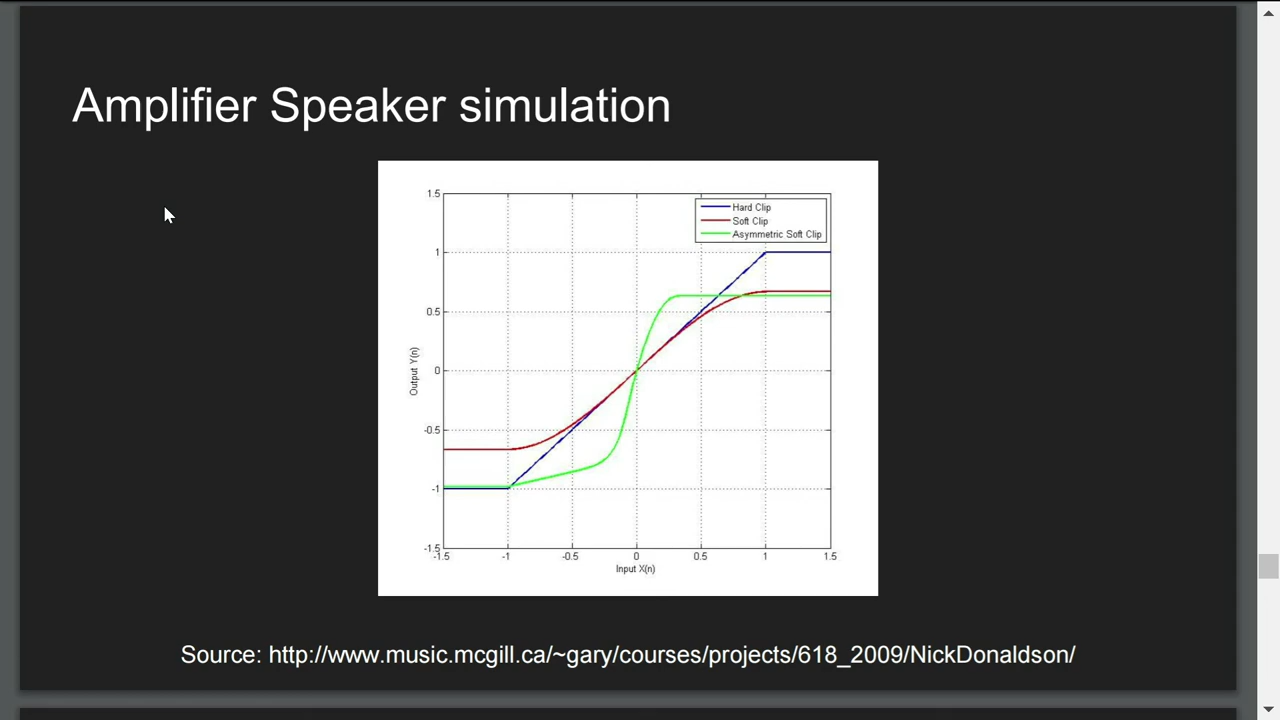 Amplifier Speaker simulation
1.5
Hard Clip
Soft Clip
Asymmetric Soft Clip
1
0.5
0
-0.5
-1
-1.5
Output Y(n)
-1.5 -1 -0.5 0 0.5 1 1.5
Input X(n)
Source: http://www.music.mcgill.ca/~gary/courses/projects/618_2009/NickDonaldson/